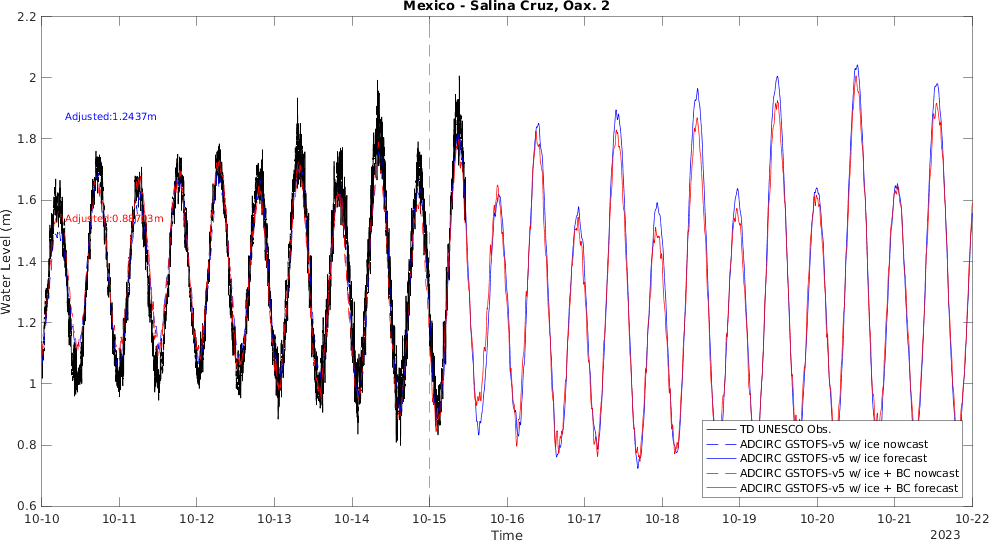 Mexico - Salina Cruz, Oax. 2
2.2
2
1.8
1.6
1.4
1.2
1
0.8
0.6
Water Level (m)
Adjusted:1.2437m
10-10
10-11
10-12
10-13
10-14
10-15
10-16
10-17
10-18
10-19
10-20
10-21
10-22
Time
2023
TD UNESCO Obs.
ADCIRC GSTOFS-v5 w/ ice nowcast
ADCIRC GSTOFS-v5 w/ ice forecast
ADCIRC GSTOFS-v5 w/ ice + BC nowcast
ADCIRC GSTOFS-v5 w/ ice + BC forecast